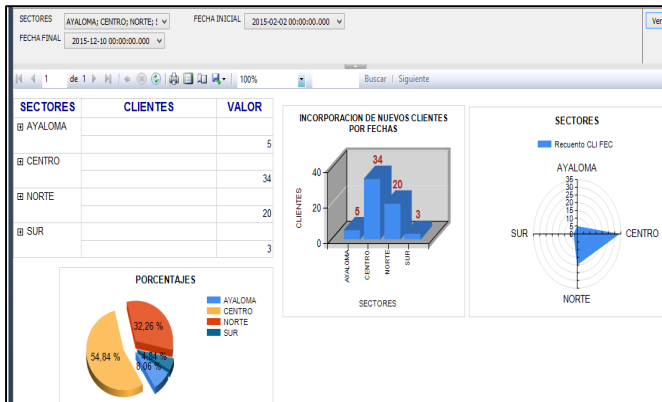 SECTORES AYALOMA; CENTRO; NORTE; FECHA INICIAL 2015-02-02 00:00:00.000 Ver
FECHA FINAL 2015-12-10 00:00:00.000
1 de 1 100% Buscar | Siguiente
SECTORES CLIENTES VALOR
AYALOMA
5
CENTRO
34
NORTE
20
SUR
3
INCORPORACION DE NUEVOS CLIENTES
POR FECHAS
CLIENTES
40
20
0
5
34
20
3
AYALOMA
CENTRO
NORTE
SUR
SECTORES
SECTORES
Recuento CLI FEC
AYALOMA
35
30
25
20
15
10
5
0
SUR
CENTRO
NORTE
PORCENTAJES
32,26 %
54,84 %
4,84 %
8,06 %
AYALOMA
CENTRO
NORTE
SUR